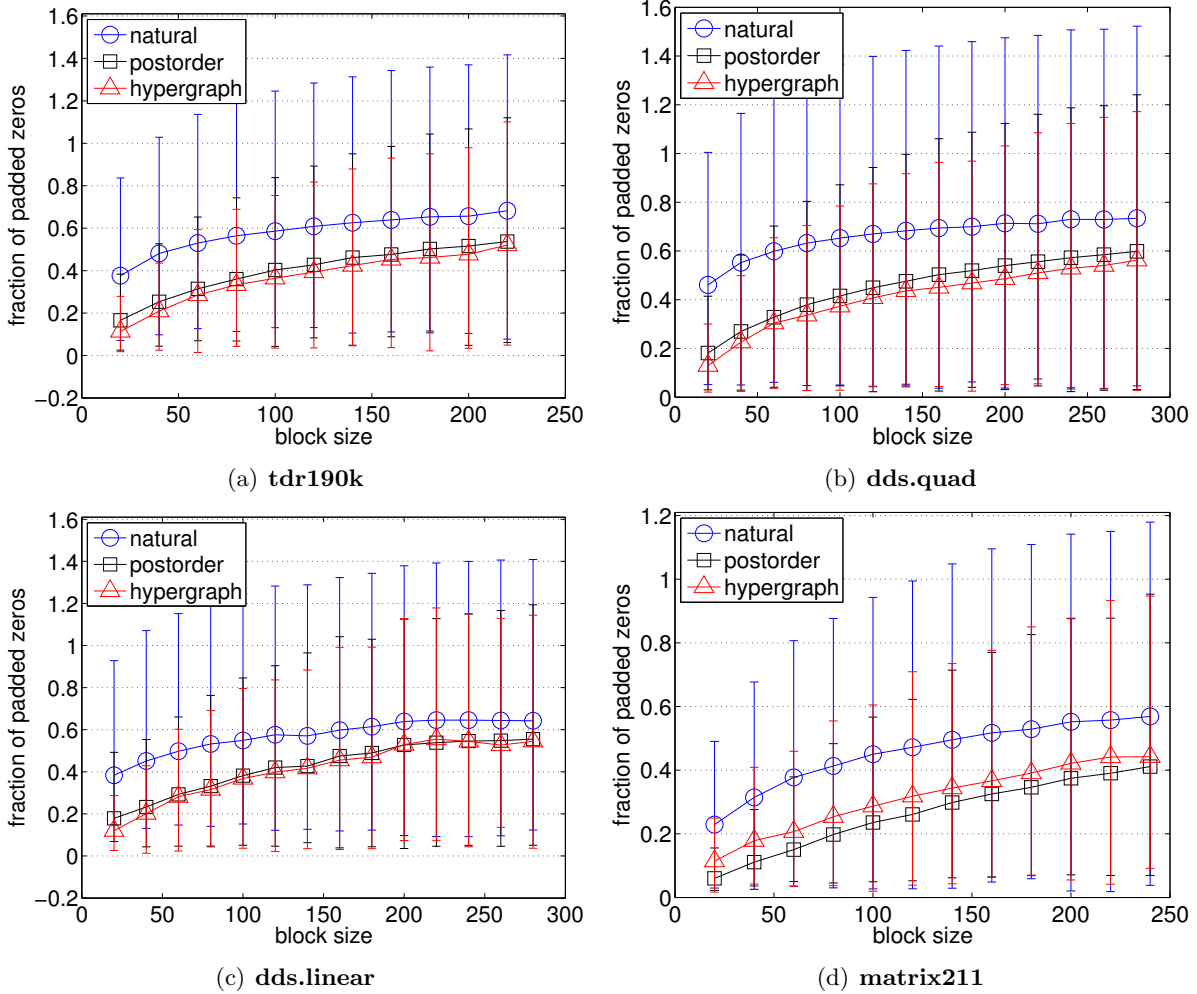 1.6
1.4
1.2
1
0.8
0.6
0.4
0.2
0
−0.2
fraction of padded zeros
natural
postorder
hypergraph
0 50 100 150 200 250
block size
(a) tdr190k
1.6
1.4
1.2
1
0.8
0.6
0.4
0.2
0
fraction of padded zeros
natural
postorder
hypergraph
0 50 100 150 200 250 300
block size
(b) dds.quad
1.6
1.4
1.2
1
0.8
0.6
0.4
0.2
0
−0.2
fraction of padded zeros
natural
postorder
hypergraph
0 50 100 150 200 250 300
block size
(c) dds.linear
1.2
1
0.8
0.6
0.4
0.2
0
fraction of padded zeros
natural
postorder
hypergraph
0 50 100 150 200 250
block size
(d) matrix211